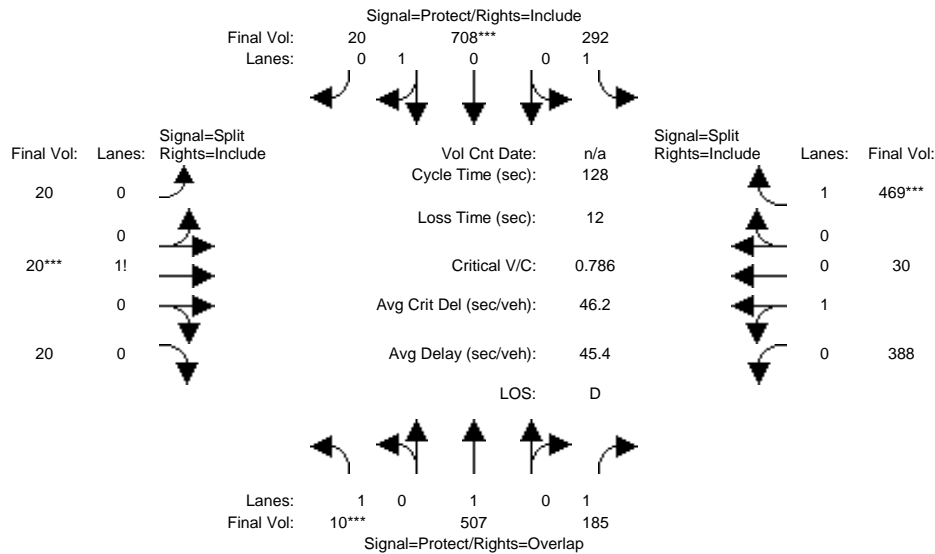 Signal=Protect/Rights=Include
Final Vol: 20 708*** 292
Lanes: 0 1 0 0 1
Signal=Split
Final Vol: Lanes: Rights=Include
Vol Cnt Date: n/a
Signal=Split
Rights=Include Lanes: Final Vol:
Cycle Time (sec): 128
20 0
1 469***
Loss Time (sec): 12
0
0
20*** 1!
Critical V/C: 0.786
0 30
0
Avg Crit Del (sec/veh): 46.2
1
20 0
Avg Delay (sec/veh): 45.4
0 388
LOS: D
Lanes: 1 0 1 0 1
Final Vol: 10*** 507 185
Signal=Protect/Rights=Overlap